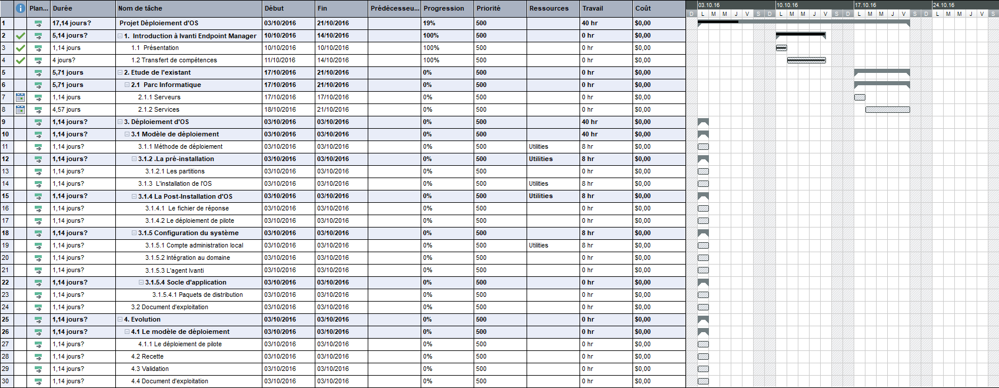 Plan... Durée Nom de tâche Début Fin Prédécesseu... Progression Priorité Ressources Travail Coût 03.10.16 10.10.16 17.10.16 24.10.16
D L M M J V S D L M M J V S D L M M J V S D L M M J V S
1 17,14 jours? Projet Déploiement d'OS 03/10/2016 21/10/2016 19% 500 40 hr $0,00
2 5,14 jours? 1. Introduction à Ivanti Endpoint Manager 10/10/2016 14/10/2016 100% 500 0 hr $0,00
3 1,14 jours 1.1 Présentation 10/10/2016 10/10/2016 100% 500 0 hr $0,00
4 4 jours? 1.2 Transfert de compétences 11/10/2016 14/10/2016 100% 500 0 hr $0,00
5 5,71 jours 2. Etude de l'existant 17/10/2016 21/10/2016 0% 500 0 hr $0,00
6 5,71 jours 2.1 Parc Informatique 17/10/2016 21/10/2016 0% 500 0 hr $0,00
7 1,14 jours 2.1.1 Serveurs 17/10/2016 17/10/2016 0% 500 0 hr $0,00
8 4,57 jours 2.1.2 Services 18/10/2016 21/10/2016 0% 500 0 hr $0,00
9 1,14 jours? 3. Déploiement d'OS 03/10/2016 03/10/2016 0% 500 40 hr $0,00
10 1,14 jours? 3.1 Modèle de déploiement 03/10/2016 03/10/2016 0% 500 40 hr $0,00
11 1,14 jours? 3.1.1 Méthode de déploiement 03/10/2016 03/10/2016 0% 500 Utilities 8 hr $0,00
12 1,14 jours? 3.1.2 .La pré-installation 03/10/2016 03/10/2016 0% 500 Utilities 8 hr $0,00
13 1,14 jours? 3.1.2.1 Les partitions 03/10/2016 03/10/2016 0% 500 0 hr $0,00
14 1,14 jours? 3.1.3 L'installation de l'OS 03/10/2016 03/10/2016 0% 500 Utilities 8 hr $0,00
15 1,14 jours? 3.1.4 La Post-Installation d'OS 03/10/2016 03/10/2016 0% 500 Utilities 8 hr $0,00
16 1,14 jours? 3.1.4.1 Le fichier de réponse 03/10/2016 03/10/2016 0% 500 0 hr $0,00
17 1,14 jours? 3.1.4.2 Le déploiement de pilote 03/10/2016 03/10/2016 0% 500 0 hr $0,00
18 1,14 jours? 3.1.5 Configuration du système 03/10/2016 03/10/2016 0% 500 8 hr $0,00
19 1,14 jours? 3.1.5.1 Compte administration local 03/10/2016 03/10/2016 0% 500 Utilities 8 hr $0,00
20 1,14 jours? 3.1.5.2 Intégration au domaine 03/10/2016 03/10/2016 0% 500 0 hr $0,00
21 1,14 jours? 3.1.5.3 L'agent Ivanti 03/10/2016 03/10/2016 0% 500 0 hr $0,00
22 1,14 jours? 3.1.5.4 Socle d'application 03/10/2016 03/10/2016 0% 500 0 hr $0,00
23 1,14 jours? 3.1.5.4.1 Paquets de distribution 03/10/2016 03/10/2016 0% 500 0 hr $0,00
24 1,14 jours? 3.2 Document d'exploitation 03/10/2016 03/10/2016 0% 500 0 hr $0,00
25 1,14 jours? 4. Evolution 03/10/2016 03/10/2016 0% 500 0 hr $0,00
26 1,14 jours? 4.1 Le modèle de déploiement 03/10/2016 03/10/2016 0% 500 0 hr $0,00
27 1,14 jours? 4.1.1 Le déploiement de pilote 03/10/2016 03/10/2016 0% 500 0 hr $0,00
28 1,14 jours? 4.2 Recette 03/10/2016 03/10/2016 0% 500 0 hr $0,00
29 1,14 jours? 4.3 Validation 03/10/2016 03/10/2016 0% 500 0 hr $0,00
30 1,14 jours? 4.4 Document d'exploitation 03/10/2016 03/10/2016 0% 500 0 hr $0,00